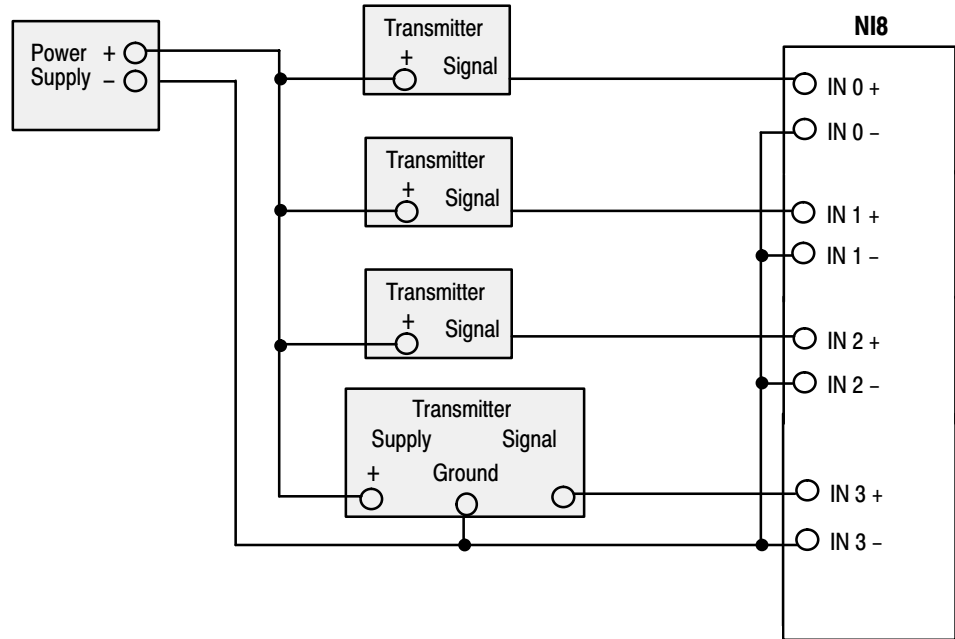 NI8
Power +
Supply −
Transmitter
+ Signal
IN 0 +
IN 0 −
Transmitter
+ Signal
IN 1 +
IN 1 −
Transmitter
+ Signal
IN 2 +
IN 2 −
Transmitter
Supply Signal
+ Ground
IN 3 +
IN 3 −